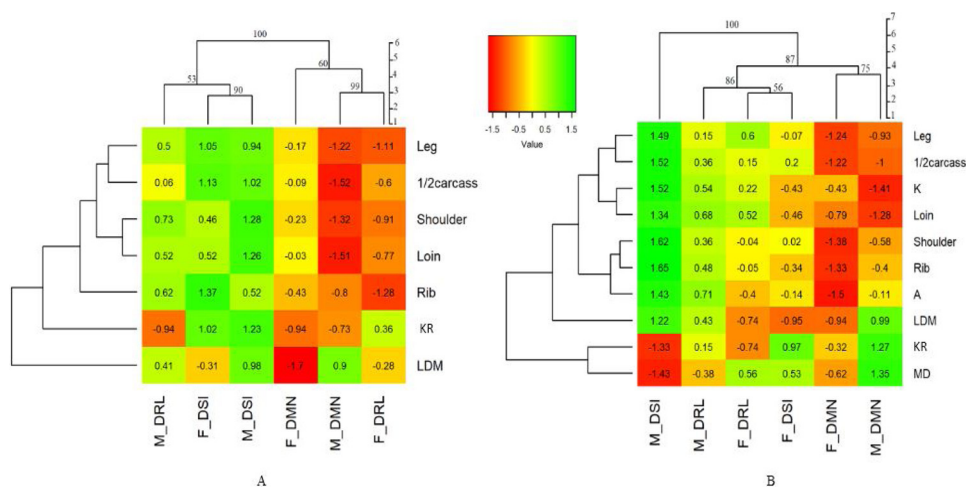 100
53
90
60
99
6
5
4
3
2
1
0.5 1.05 0.94 -0.17 -1.22 -1.11 Leg
0.06 1.13 1.02 -0.09 -1.52 -0.6 1/2carcass
0.73 0.46 1.28 -0.23 -1.32 -0.91 Shoulder
0.52 0.52 1.26 -0.03 -1.51 -0.77 Loin
0.62 1.37 0.52 -0.43 -0.8 -1.28 Rib
-0.94 1.02 1.23 -0.94 -0.73 0.36 KR
0.41 -0.31 0.98 -1.7 0.9 -0.28 LDM
M_DRL F_DSI M_DSI F_DMN M_DMN F_DRL
A
-1.5 -0.5 0.5 1.5
Value
100
87
86
56
75
7
6
5
4
3
2
1
1.49 0.15 0.6 -0.07 -1.24 -0.93 Leg
1.52 0.36 0.15 0.2 -1.22 -1 1/2carcass
1.52 0.54 0.22 -0.43 -0.43 -1.41 K
1.34 0.68 0.52 -0.46 -0.79 -1.28 Loin
1.62 0.36 -0.04 0.02 -1.38 -0.58 Shoulder
1.65 0.48 -0.05 -0.34 -1.33 -0.4 Rib
1.43 0.71 -0.4 -0.14 -1.5 -0.11 A
1.22 0.43 -0.74 -0.95 -0.94 0.99 LDM
-1.33 0.15 -0.74 0.97 -0.32 1.27 KR
-1.43 -0.38 0.56 0.53 -0.62 1.35 MD
M_DSI M_DRL F_DRL F_DSI F_DMN M_DMN
B